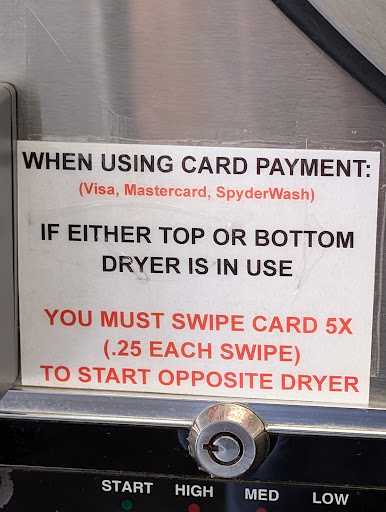 WHEN USING CARD PAYMENT:
(Visa, Mastercard, SpyderWash)
IF EITHER TOP OR BOTTOM
DRYER IS IN USE
YOU MUST SWIPE CARD 5X
(.25 EACH SWIPE)
TO START OPPOSITE DRYER
START HIGH MED LOW